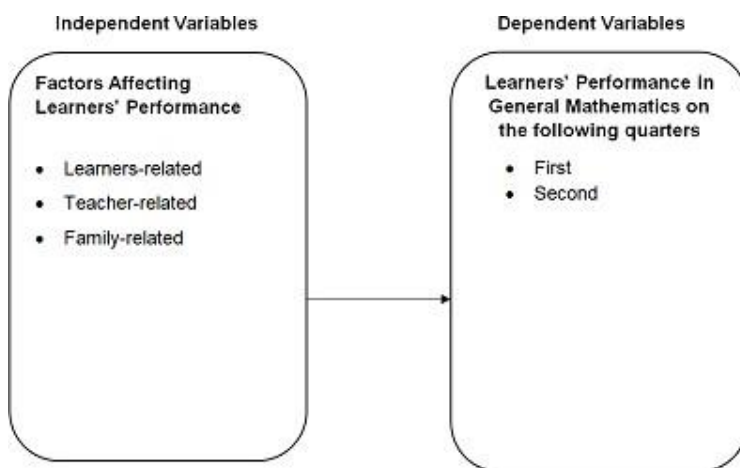 Independent Variables
Factors Affecting
Learners' Performance
• Learners-related
• Teacher-related
• Family-related
Dependent Variables
Learners' Performance in
General Mathematics on
the following quarters
• First
• Second